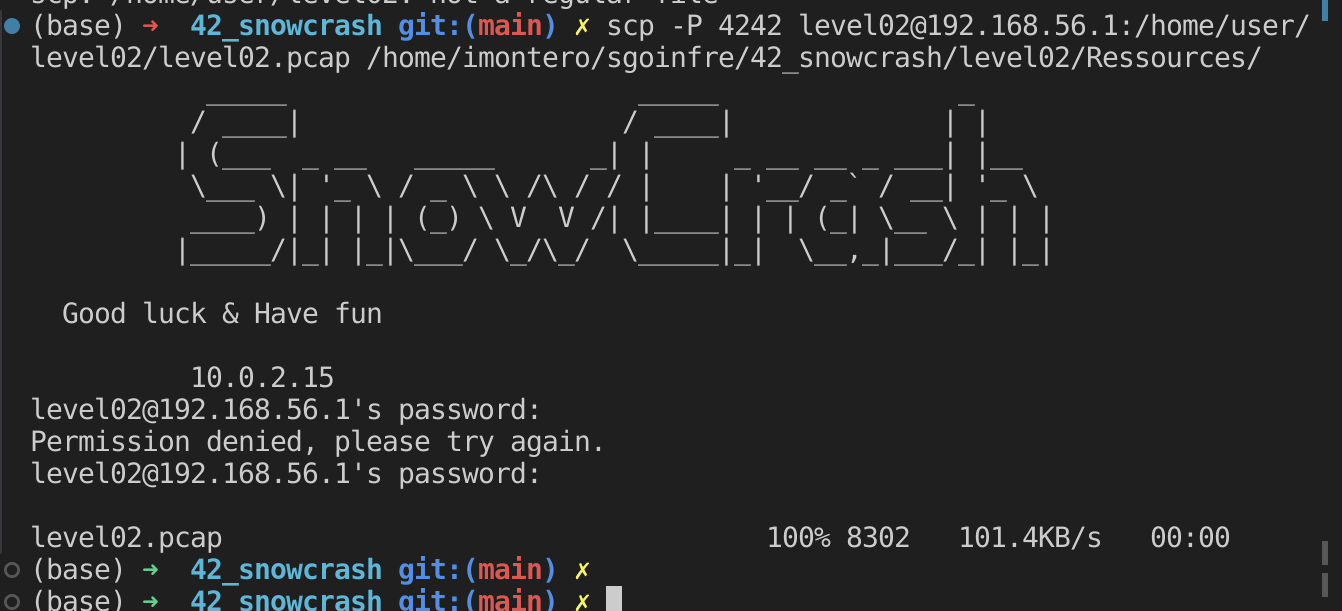 scp: /home/user/level02: not a regular file
(base) → 42_snowcrash git:(main) ✗ scp -P 4242 level02@192.168.56.1:/home/user/
level02/level02.pcap /home/imontero/sgoinfre/42_snowcrash/level02/Ressources/
SnowCrash
Good luck & Have fun
10.0.2.15
level02@192.168.56.1's password:
Permission denied, please try again.
level02@192.168.56.1's password:
level02.pcap 100% 8302 101.4KB/s 00:00
(base) → 42_snowcrash git:(main) ✗
(base) → 42_snowcrash git:(main) ✗